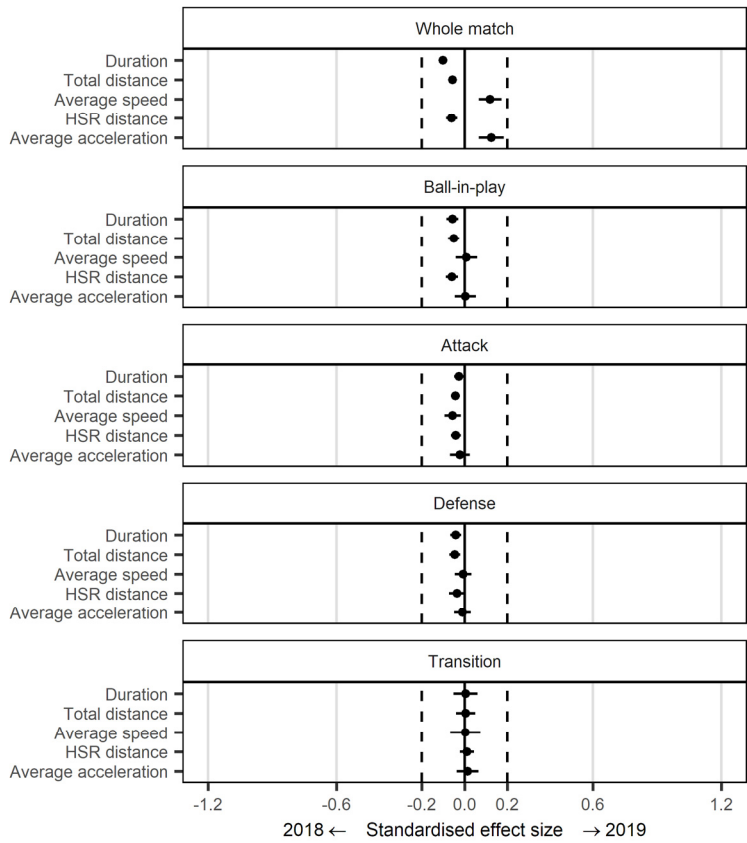 Whole match
Duration
Total distance
Average speed
HSR distance
Average acceleration
Ball-in-play
Duration
Total distance
Average speed
HSR distance
Average acceleration
Attack
Duration
Total distance
Average speed
HSR distance
Average acceleration
Defense
Duration
Total distance
Average speed
HSR distance
Average acceleration
Transition
Duration
Total distance
Average speed
HSR distance
Average acceleration
-1.2 -0.6 -0.2 0.0 0.2 0.6 1.2
2018 ← Standardised effect size → 2019